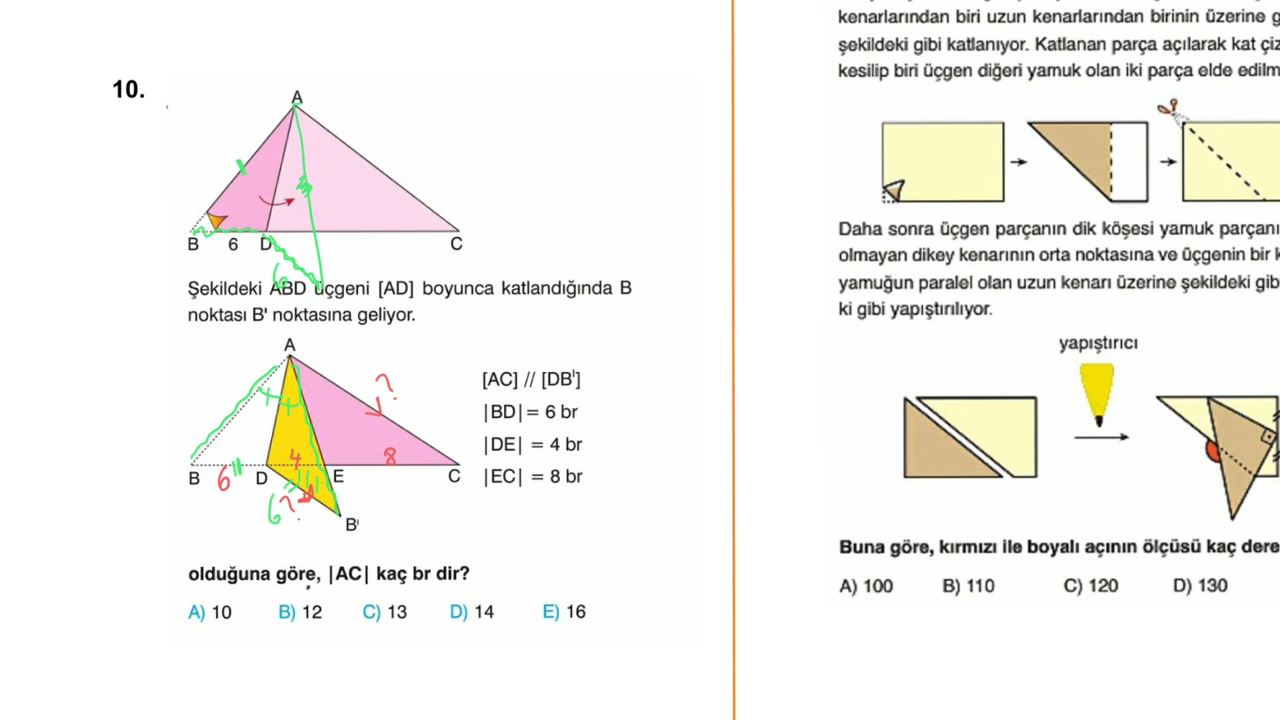 10.
A
B 6 D C
6
Şekildeki ABD üçgeni [AD] boyunca katlandığında B
noktası B' noktasına geliyor.
A
?
[AC] // [DB']
|BD| = 6 br
|DE| = 4 br
|EC| = 8 br
4 8
B 6 D E C
6 ?
B'
olduğuna göre, |AC| kaç br dir?
A) 10 B) 12 C) 13 D) 14 E) 16
kenarlarından biri uzun kenarlarından birinin üzerine g
şekildeki gibi katlanıyor. Katlanan parça açılarak kat çiz
kesilip biri üçgen diğeri yamuk olan iki parça elde edilm
Daha sonra üçgen parçanın dik köşesi yamuk parçanı
olmayan dikey kenarının orta noktasına ve üçgenin bir k
yamuğun paralel olan uzun kenarı üzerine şekildeki gib
ki gibi yapıştırılıyor.
yapıştırıcı
Buna göre, kırmızı ile boyalı açının ölçüsü kaç dere
A) 100 B) 110 C) 120 D) 130